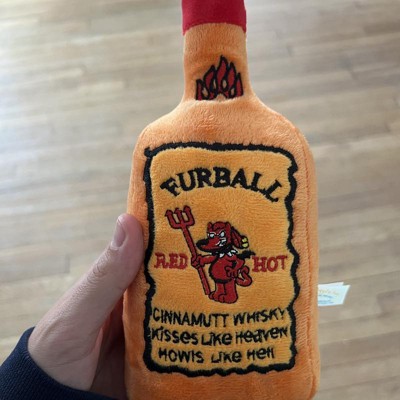 FURBALL
RED HOT
CINNAMUTT WHISKY
KISSES LIKE HEAVEN
HOWLS LIKE HELL